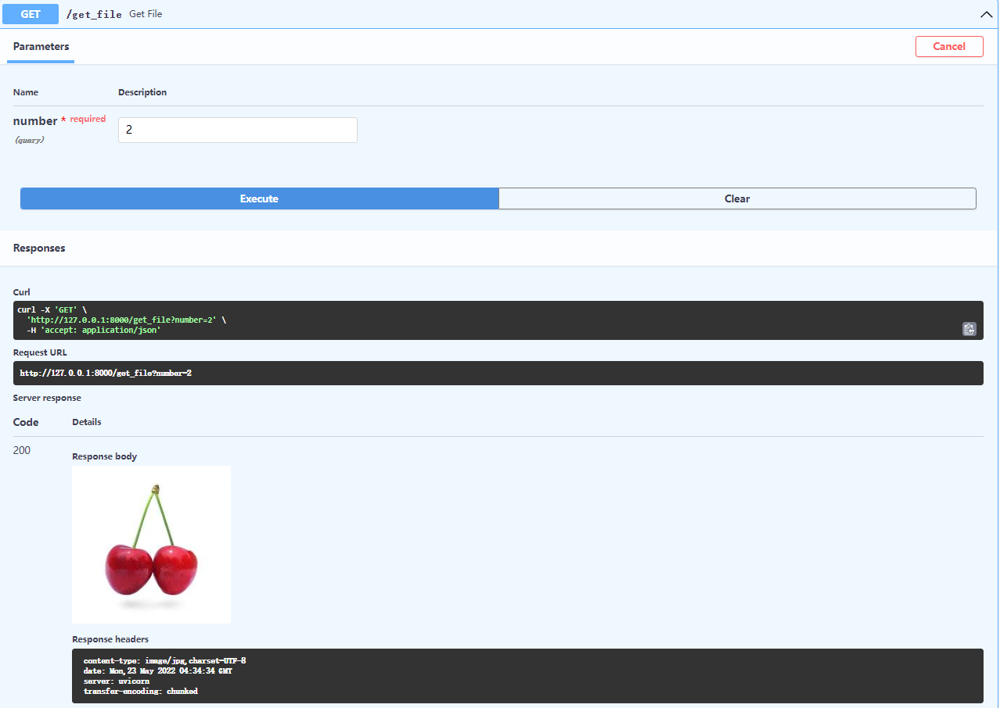 GET /get_file Get File
Parameters
Cancel
Name Description
number * required
(query)
2
Execute
Clear
Responses
Curl
curl -X 'GET' \
'http://127.0.0.1:8000/get_file?number=2' \
-H 'accept: application/json'
Request URL
http://127.0.0.1:8000/get_file?number=2
Server response
Code Details
200
Response body
Response headers
content-type: image/jpg,charset=UTF-8
date: Mon,23 May 2022 04:34:34 GMT
server: uvicorn
transfer-encoding: chunked